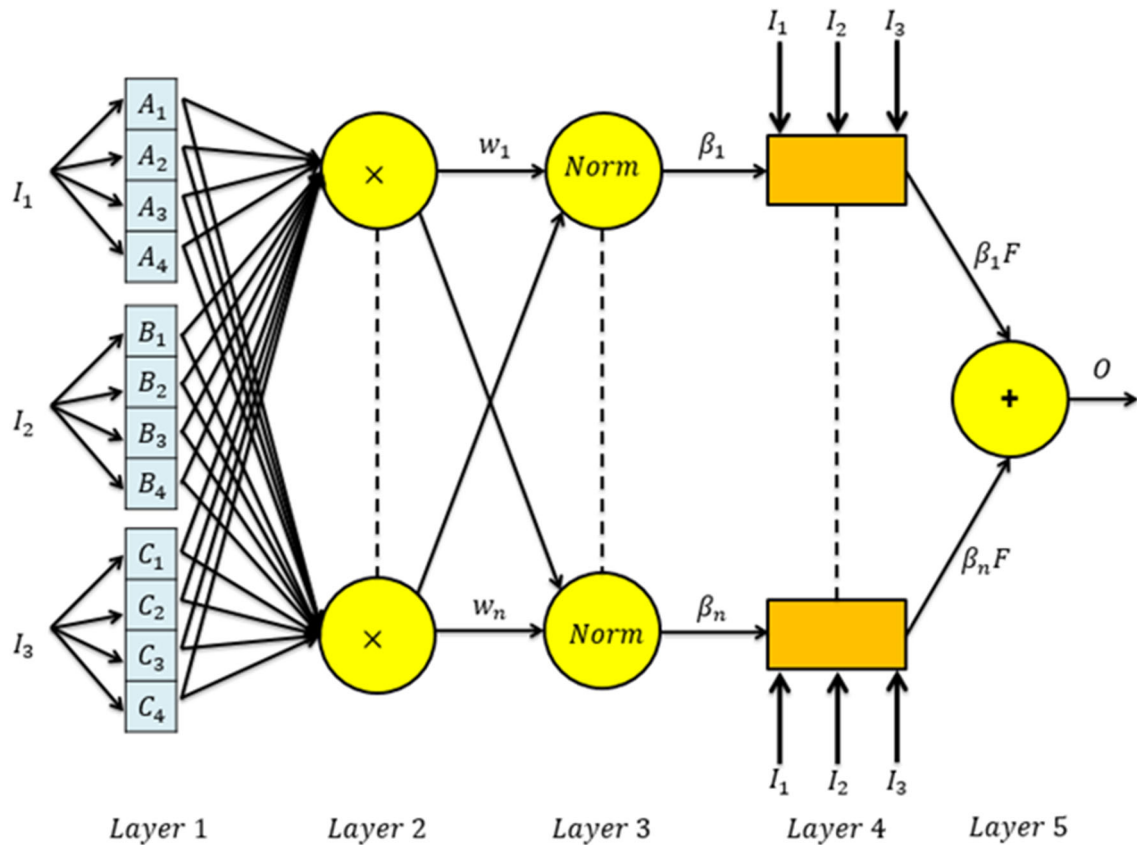 I₁ I₂ I₃
A₁
A₂
A₃
A₄
I₁
B₁
B₂
B₃
B₄
I₂
C₁
C₂
C₃
C₄
I₃
×
×
w₁
wₙ
Norm
Norm
β₁
βₙ
β₁F
βₙF
+
O
I₁ I₂ I₃
Layer 1 Layer 2 Layer 3 Layer 4 Layer 5